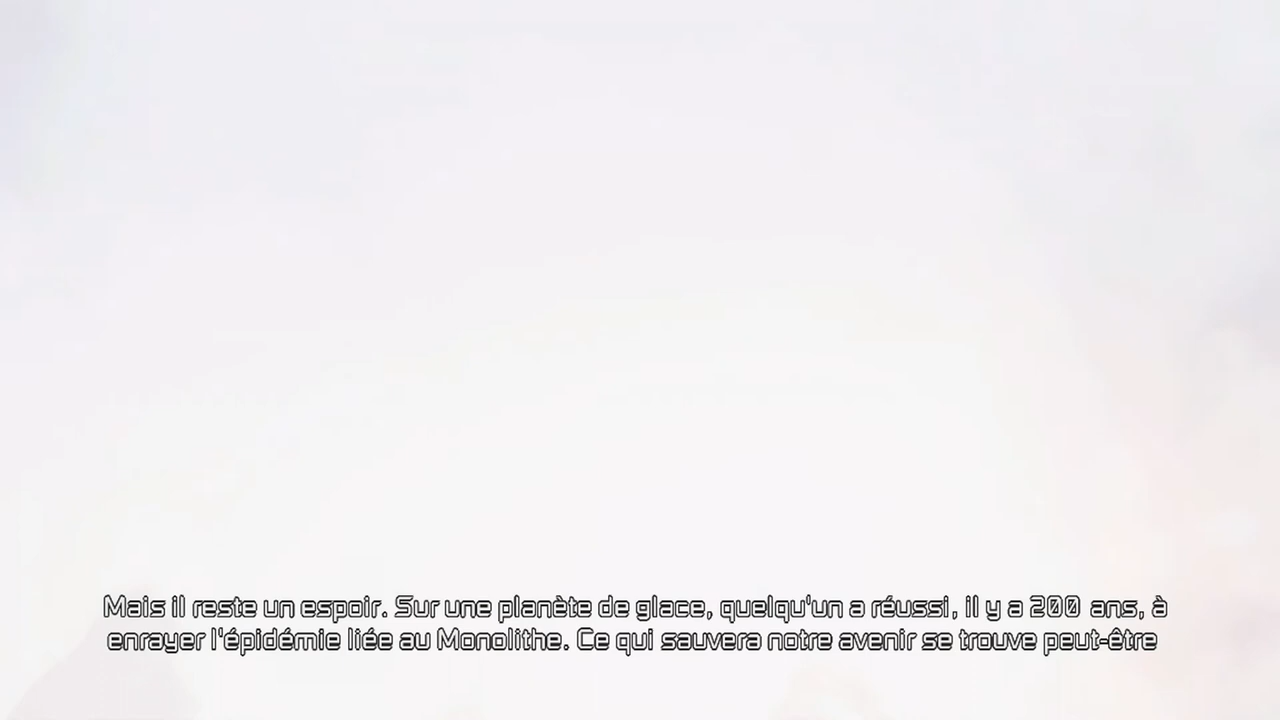 Mais il reste un espoir. Sur une planète de glace, quelqu'un a réussi, il y a 200 ans, à
enrayer l'épidémie liée au Monolithe. Ce qui sauvera notre avenir se trouve peut-être